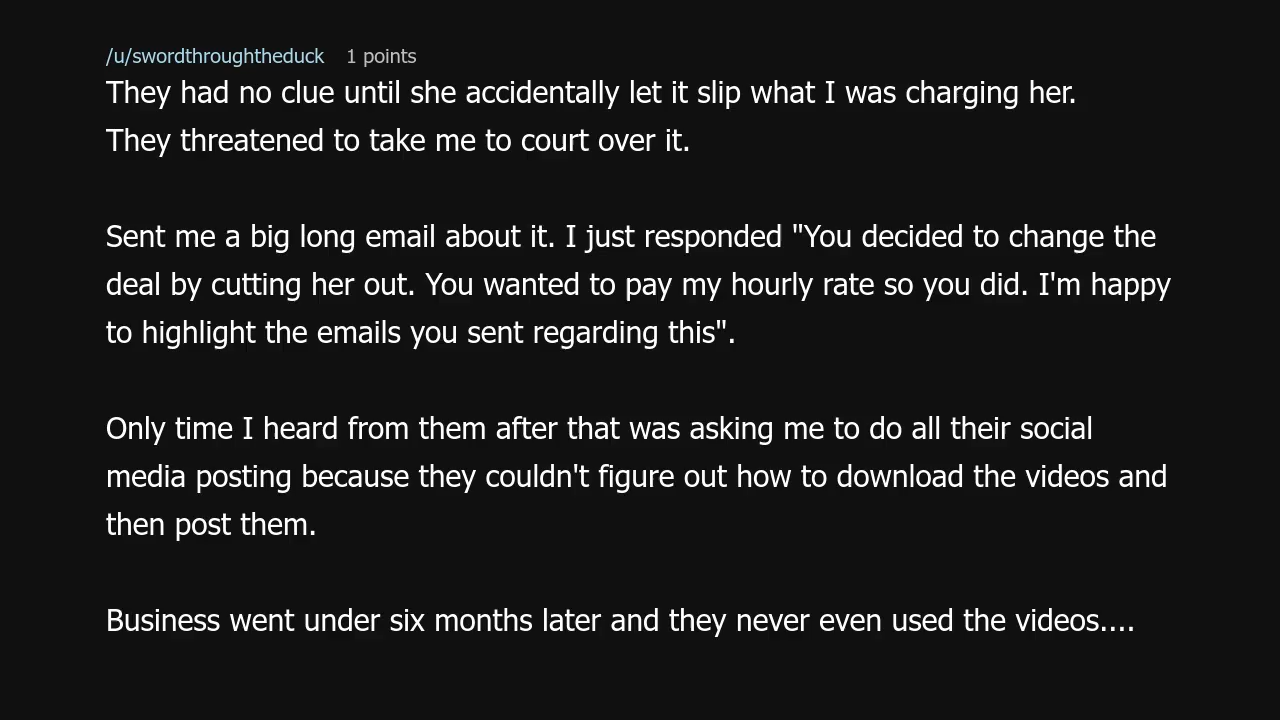 /u/swordthroughtheduck 1 points
They had no clue until she accidentally let it slip what I was charging her.
They threatened to take me to court over it.
Sent me a big long email about it. I just responded "You decided to change the
deal by cutting her out. You wanted to pay my hourly rate so you did. I'm happy
to highlight the emails you sent regarding this".
Only time I heard from them after that was asking me to do all their social
media posting because they couldn't figure out how to download the videos and
then post them.
Business went under six months later and they never even used the videos....